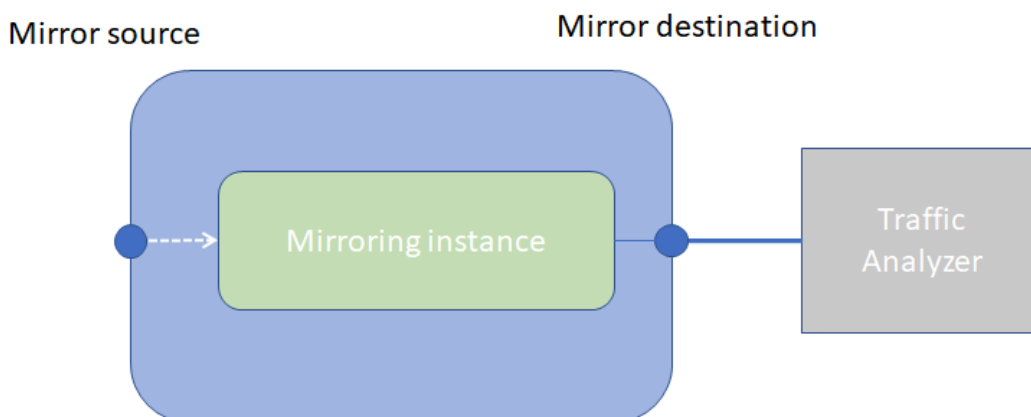 Mirror source
Mirror destination
Mirroring instance
Traffic
Analyzer